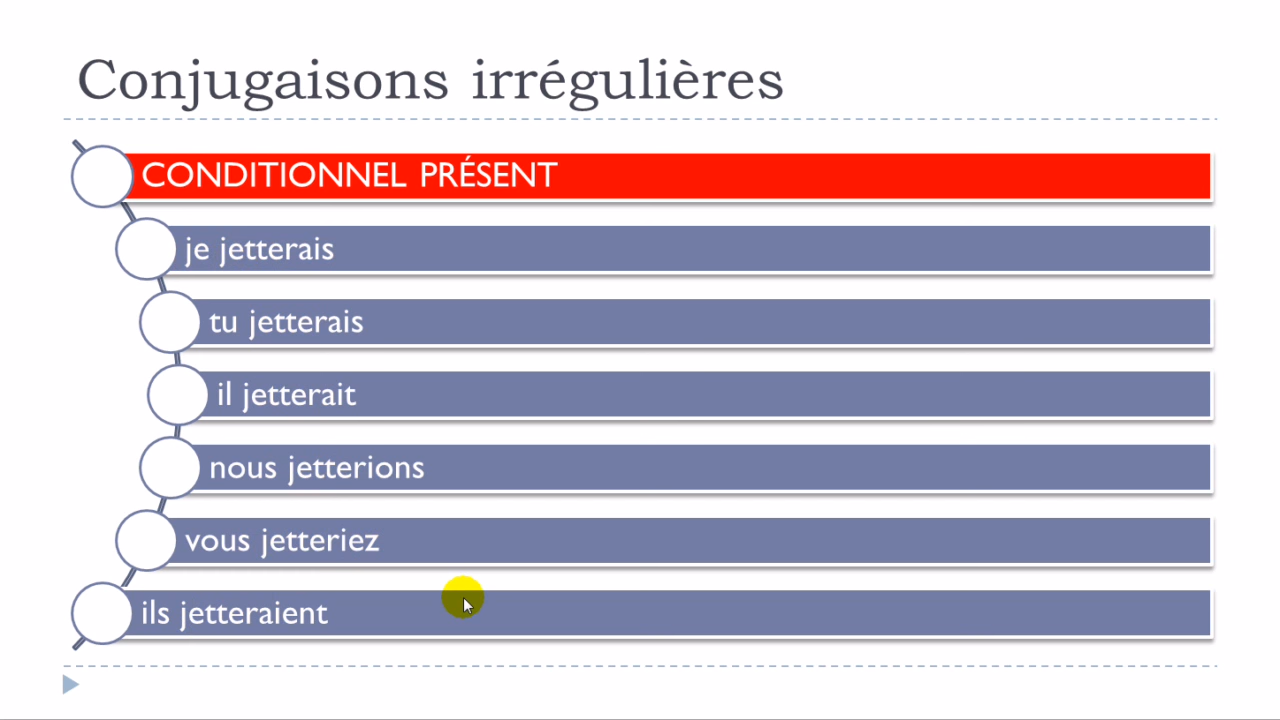 Conjugaisons irrégulières
CONDITIONNEL PRÉSENT
je jetterais
tu jetterais
il jetterait
nous jetterions
vous jetteriez
ils jetteraient